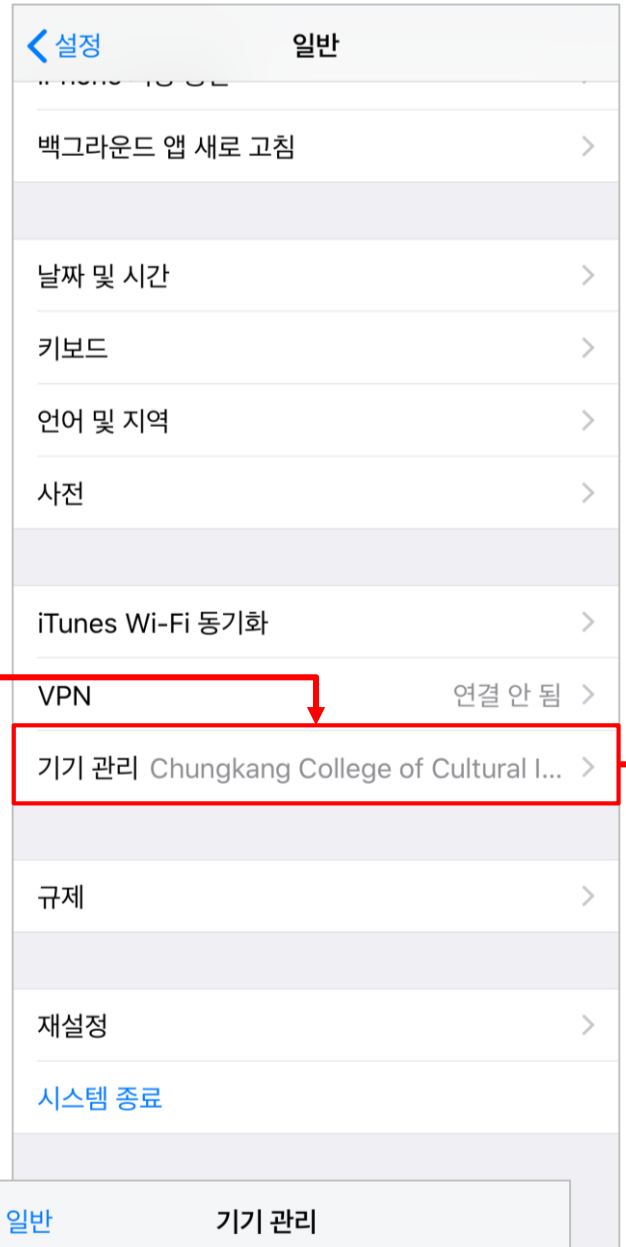 설정
일반
백그라운드 앱 새로 고침
날짜 및 시간
키보드
언어 및 지역
사전
iTunes Wi-Fi 동기화
VPN 연결 안 됨
기기 관리 Chungkang College of Cultural I...
규제
재설정
시스템 종료
일반 기기 관리